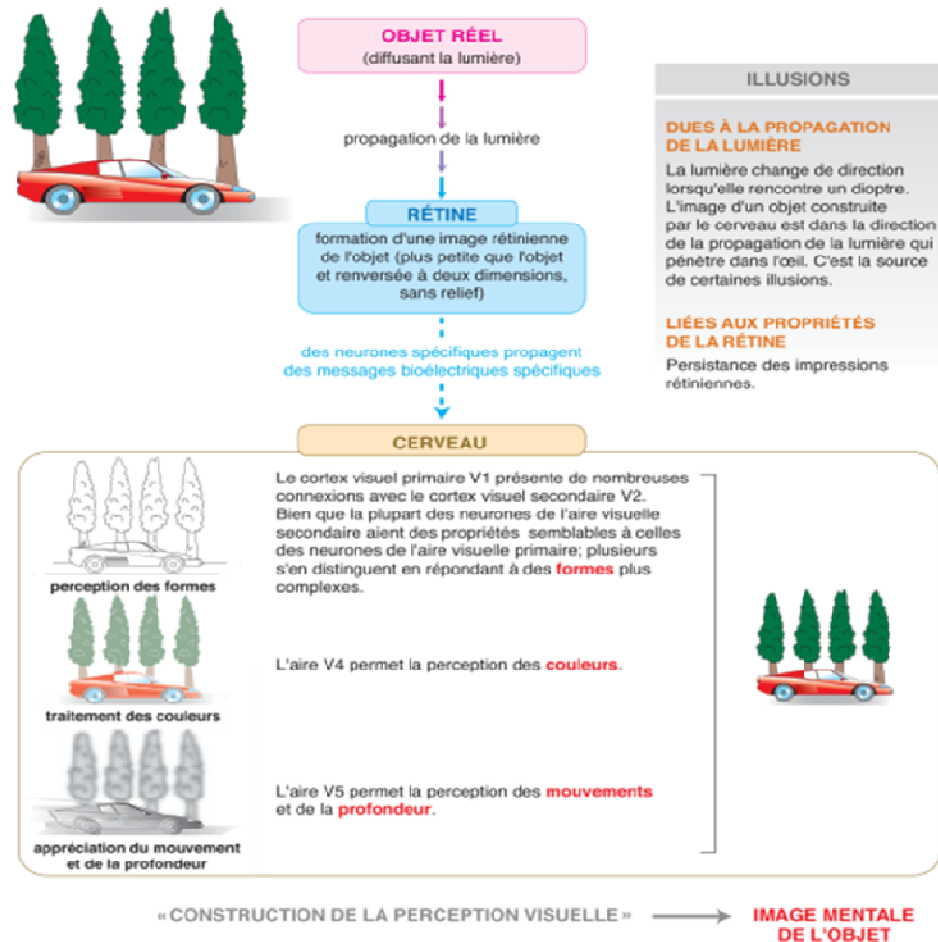 OBJET RÉEL
(diffusant la lumière)
propagation de la lumière
RÉTINE
formation d'une image rétinienne
de l'objet (plus petite que l'objet
et renversée à deux dimensions,
sans relief)
des neurones spécifiques propagent
des messages bioélectriques spécifiques
ILLUSIONS
DUES À LA PROPAGATION
DE LA LUMIÈRE
La lumière change de direction
lorsqu'elle rencontre un dioptre.
L'image d'un objet construite
par le cerveau est dans la direction
de la propagation de la lumière qui
pénètre dans l'œil. C'est la source
de certaines illusions.
LIÉES AUX PROPRIÉTÉS
DE LA RÉTINE
Persistance des impressions
rétiniennes.
CERVEAU
perception des formes
Le cortex visuel primaire V1 présente de nombreuses
connexions avec le cortex visuel secondaire V2.
Bien que la plupart des neurones de l'aire visuelle
secondaire aient des propriétés semblables à celles
des neurones de l'aire visuelle primaire; plusieurs
s'en distinguent en répondant à des formes plus
complexes.
traitement des couleurs
L'aire V4 permet la perception des couleurs.
appréciation du mouvement
et de la profondeur
L'aire V5 permet la perception des mouvements
et de la profondeur.
« CONSTRUCTION DE LA PERCEPTION VISUELLE »
IMAGE MENTALE
DE L'OBJET